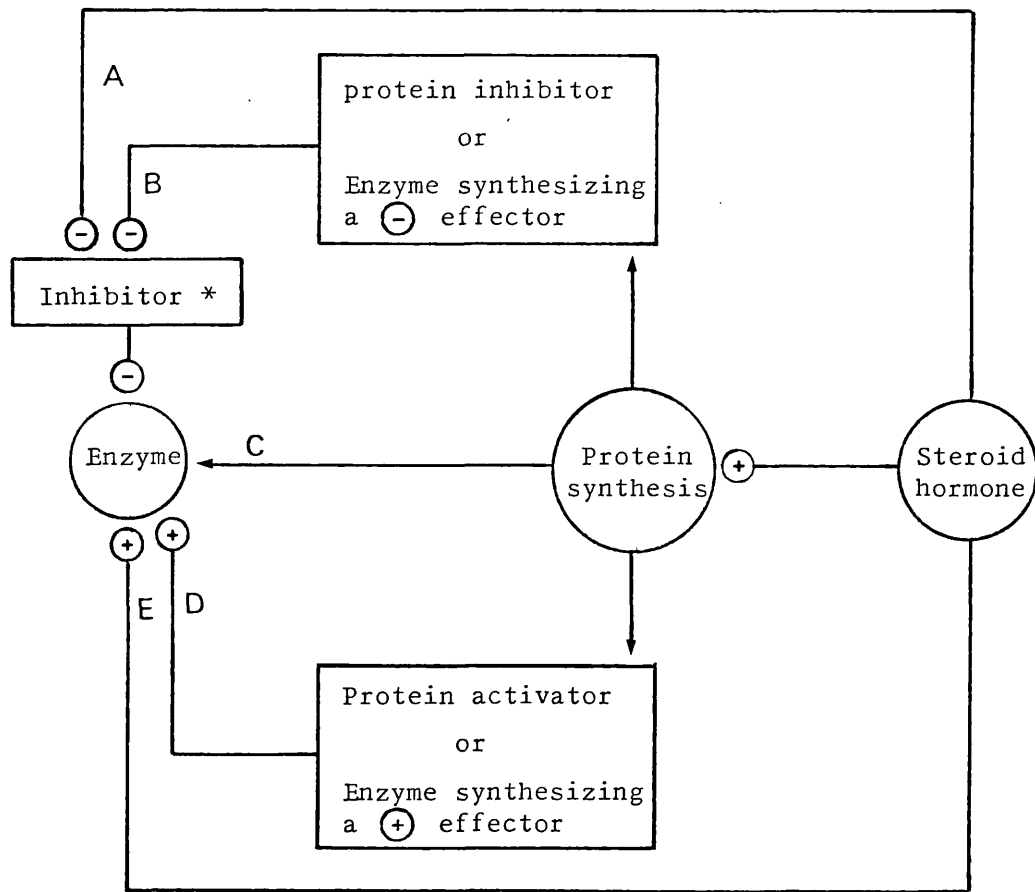 A
protein inhibitor
or
Enzyme synthesizing
a ⊖ effector
B
⊖ ⊖
Inhibitor *
⊖
Enzyme
C
Protein
synthesis
⊕
Steroid
hormone
⊕ ⊕
E D
Protein activator
or
Enzyme synthesizing
a ⊕ effector